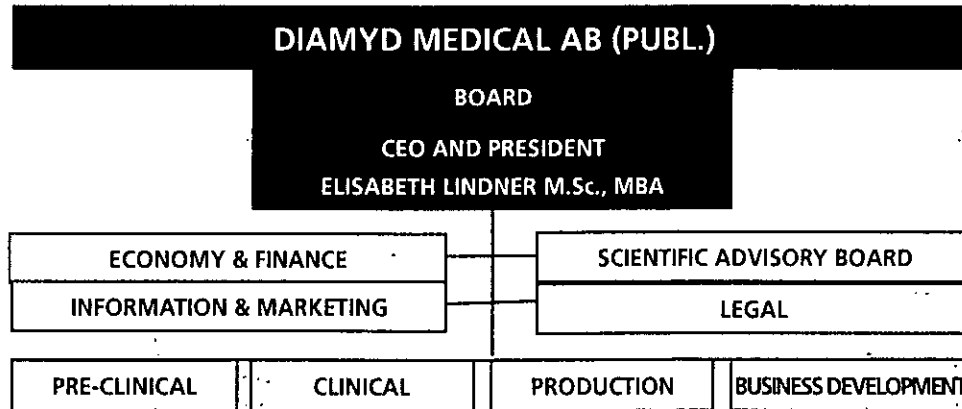 DIAMYD MEDICAL AB (PUBL.)
BOARD
CEO AND PRESIDENT
ELISABETH LINDNER M.Sc., MBA
ECONOMY & FINANCE
SCIENTIFIC ADVISORY BOARD
INFORMATION & MARKETING
LEGAL
PRE-CLINICAL
CLINICAL
PRODUCTION
BUSINESS DEVELOPMENT